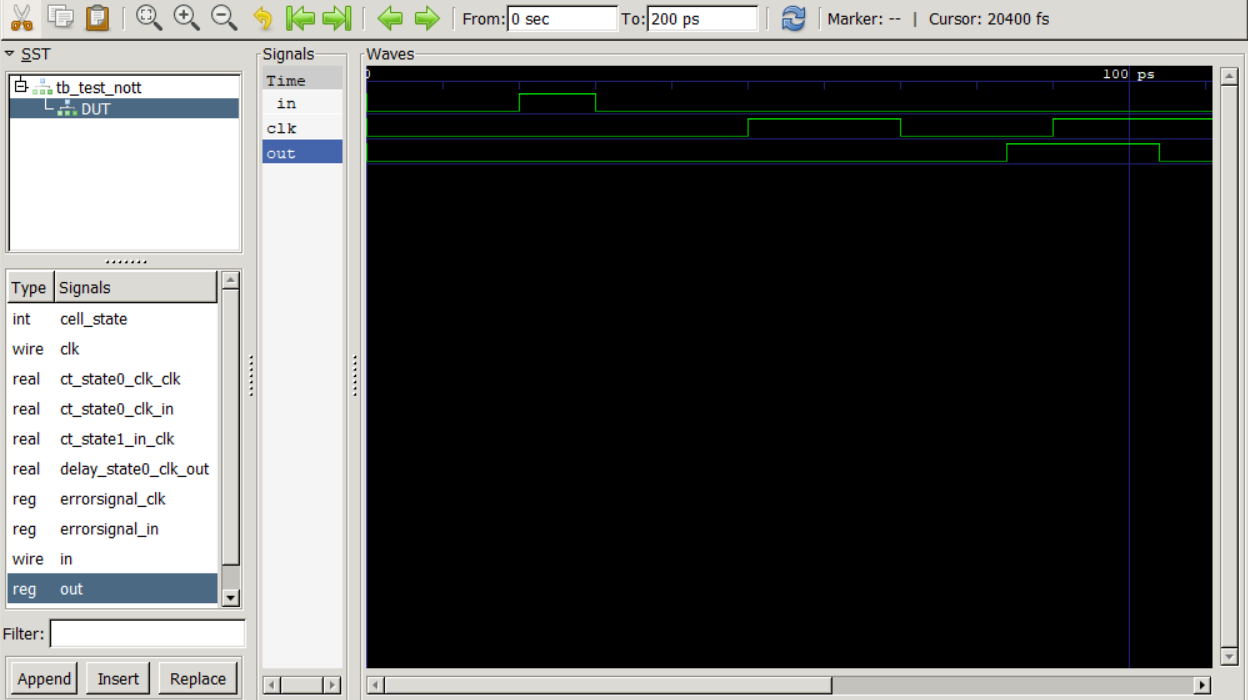 From: 0 sec To: 200 ps Marker: -- | Cursor: 20400 fs
SST
tb_test_nott
DUT
Type Signals
int cell_state
wire clk
real ct_state0_clk_clk
real ct_state0_clk_in
real ct_state1_in_clk
real delay_state0_clk_out
reg errorsignal_clk
reg errorsignal_in
wire in
reg out
Filter:
Append Insert Replace
Signals
Time
in
clk
out
Waves
0 100 ps